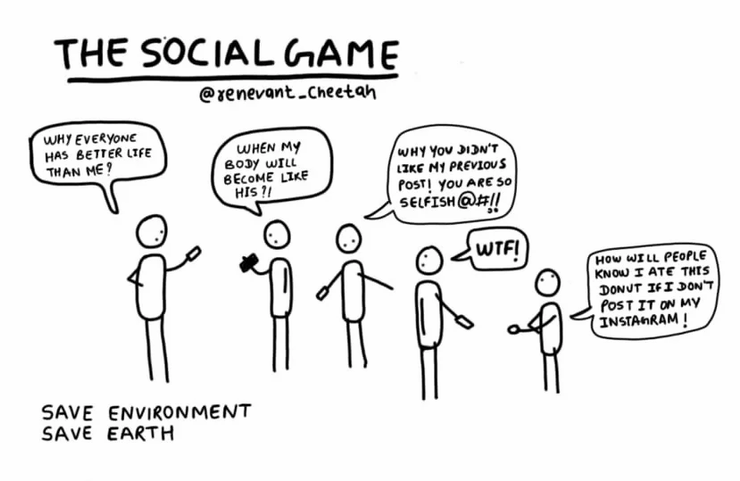 THE SOCIAL GAME
@renevant_Cheetah
WHY EVERYONE
HAS BETTER LIFE
THAN ME?
WHEN MY
BODY WILL
BECOME LIKE
HIS?!
WHY YOU DIDN'T
LIKE MY PREVIOUS
POST! YOU ARE SO
SELFISH @#!!
WTF!
HOW WILL PEOPLE
KNOW I ATE THIS
DONUT IF I DON'T
POST IT ON MY
INSTAGRAM!
SAVE ENVIRONMENT
SAVE EARTH